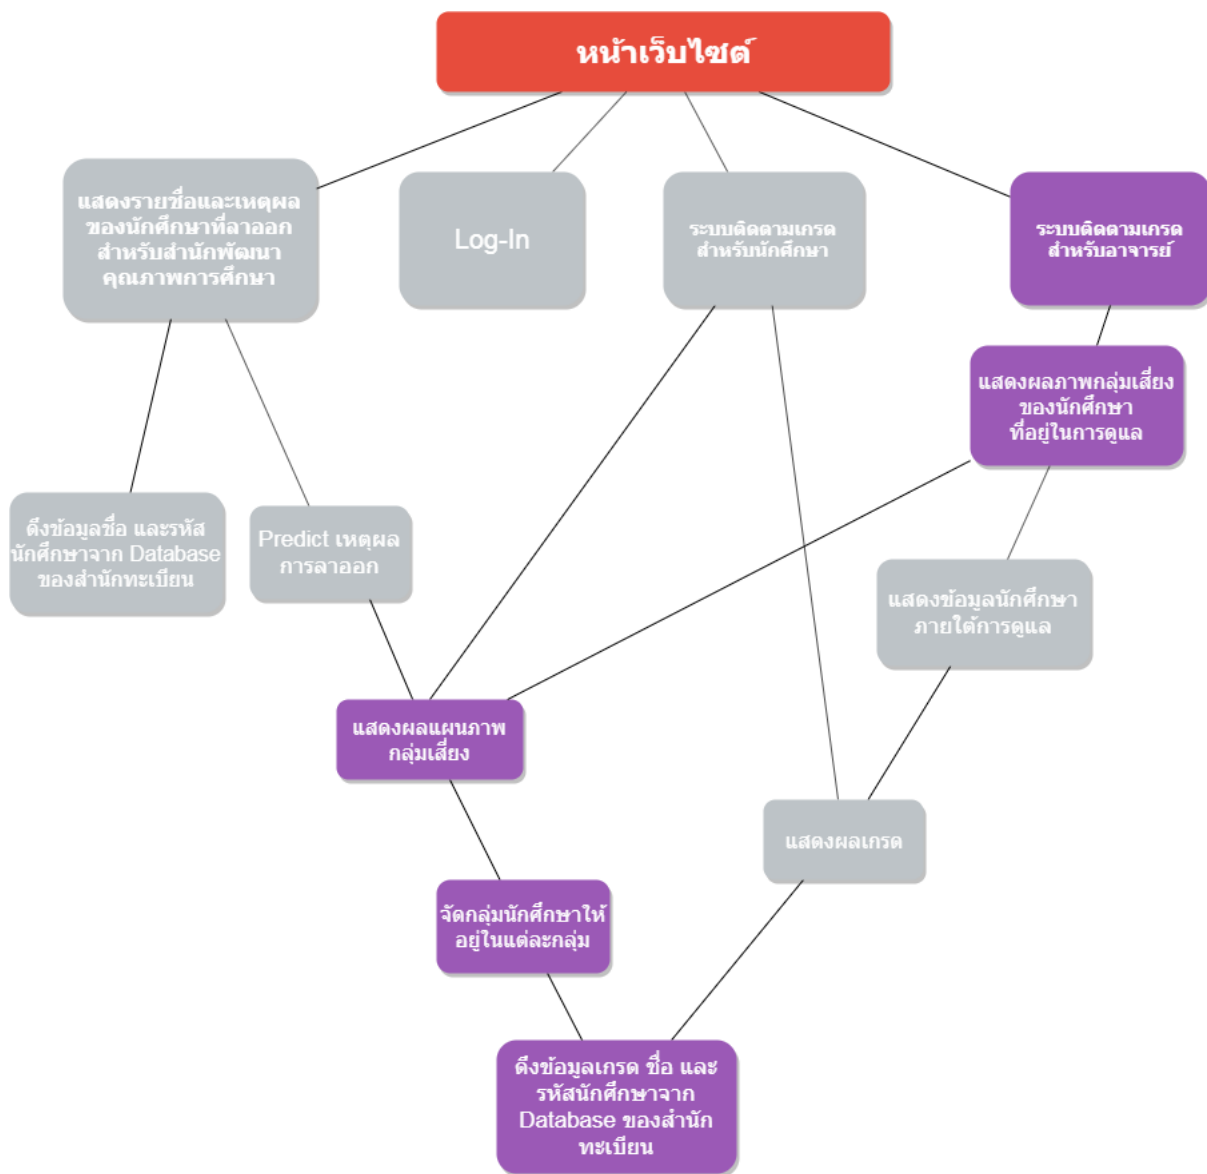 หน้าเว็บไซต์
แสดงรายชื่อและเหตุผล
ของนักศึกษาที่ลาออก
สำหรับสำนักพัฒนา
คุณภาพการศึกษา
Log-In
ระบบติดตามเกรด
สำหรับนักศึกษา
ระบบติดตามเกรด
สำหรับอาจารย์
แสดงผลภาพกลุ่มเสี่ยง
ของนักศึกษา
ที่อยู่ในการดูแล
ดึงข้อมูลชื่อ และรหัส
นักศึกษาจาก Database
ของสำนักทะเบียน
Predict เหตุผล
การลาออก
แสดงข้อมูลนักศึกษา
ภายใต้การดูแล
แสดงผลแผนภาพ
กลุ่มเสี่ยง
แสดงผลเกรด
จัดกลุ่มนักศึกษาให้
อยู่ในแต่ละกลุ่ม
ดึงข้อมูลเกรด ชื่อ และ
รหัสนักศึกษาจาก
Database ของสำนัก
ทะเบียน